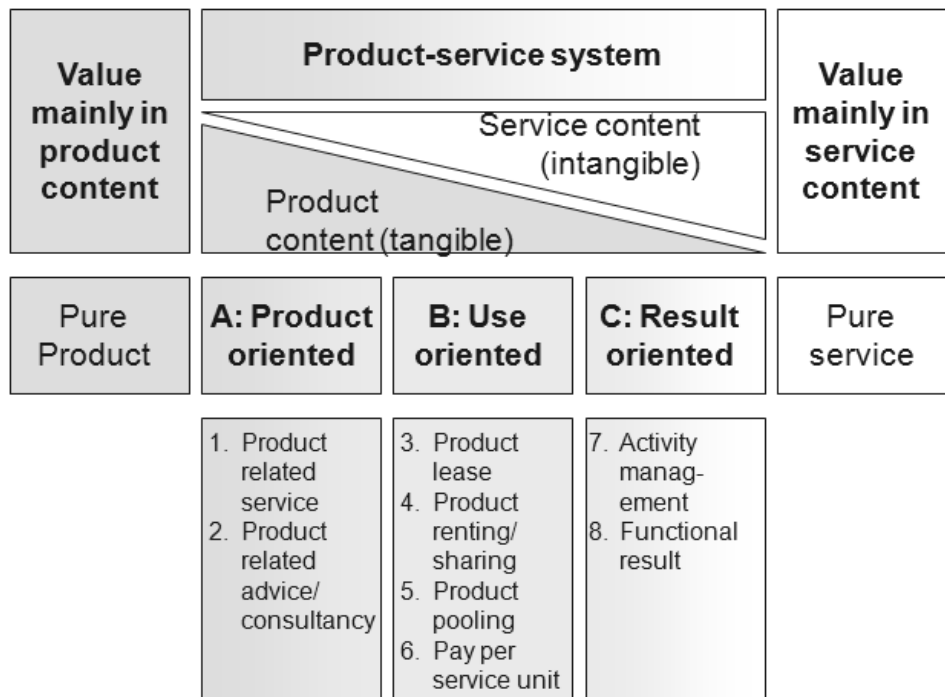 Value
mainly in
product
content
Product-service system
Service content
(intangible)
Product
content (tangible)
Value
mainly in
service
content
Pure
Product
A: Product
oriented
B: Use
oriented
C: Result
oriented
Pure
service
1. Product
related
service
2. Product
related
advice/
consultancy
3. Product
lease
4. Product
renting/
sharing
5. Product
pooling
6. Pay per
service unit
7. Activity
manag-
ement
8. Functional
result